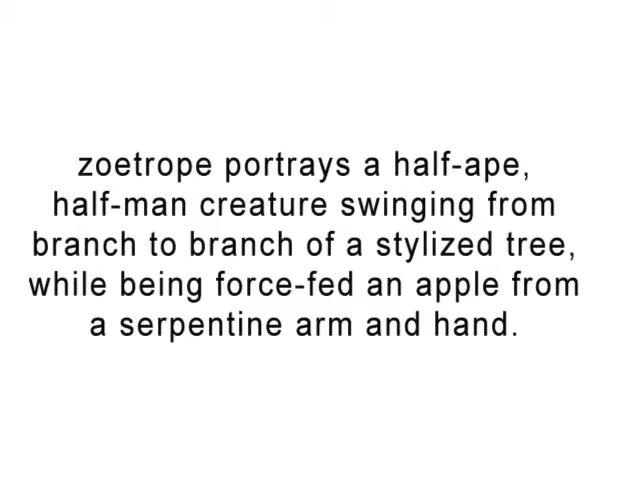 zoetrope portrays a half-ape,
half-man creature swinging from
branch to branch of a stylized tree,
while being force-fed an apple from
a serpentine arm and hand.